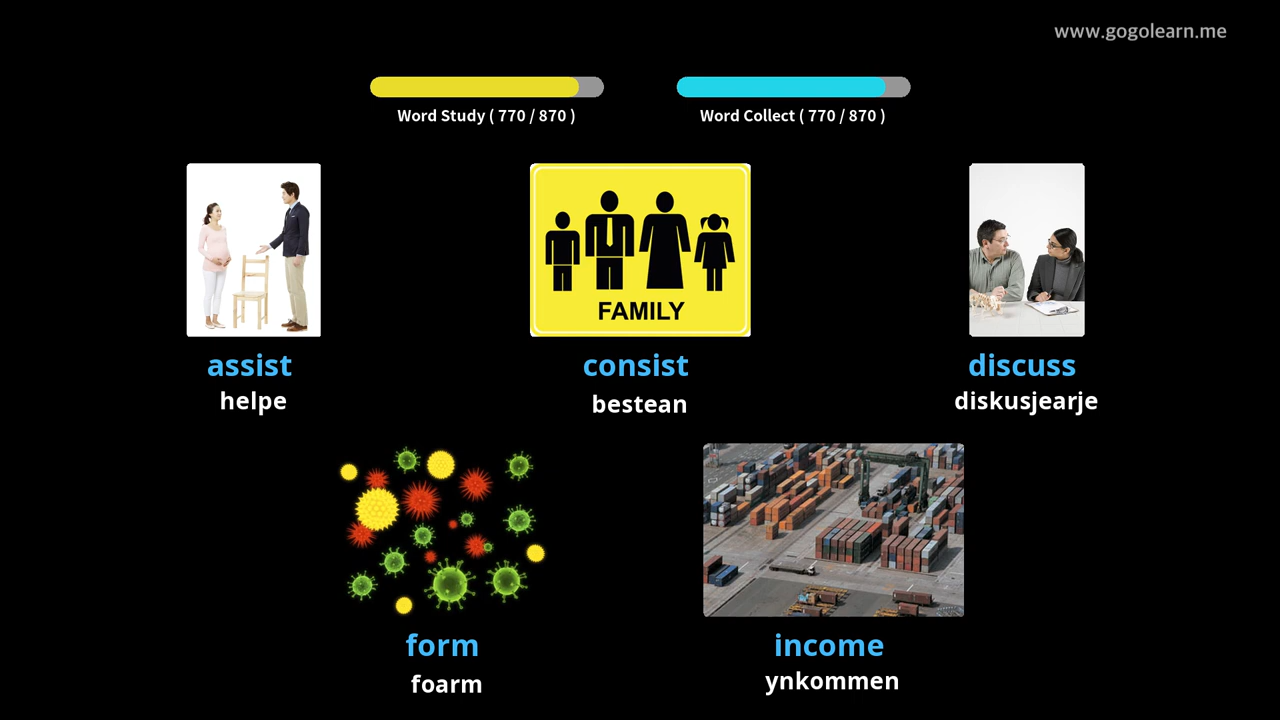 www.gogolearn.me
Word Study ( 770 / 870 )
Word Collect ( 770 / 870 )
FAMILY
assist
helpe
consist
bestean
discuss
diskusjearje
form
foarm
income
ynkommen